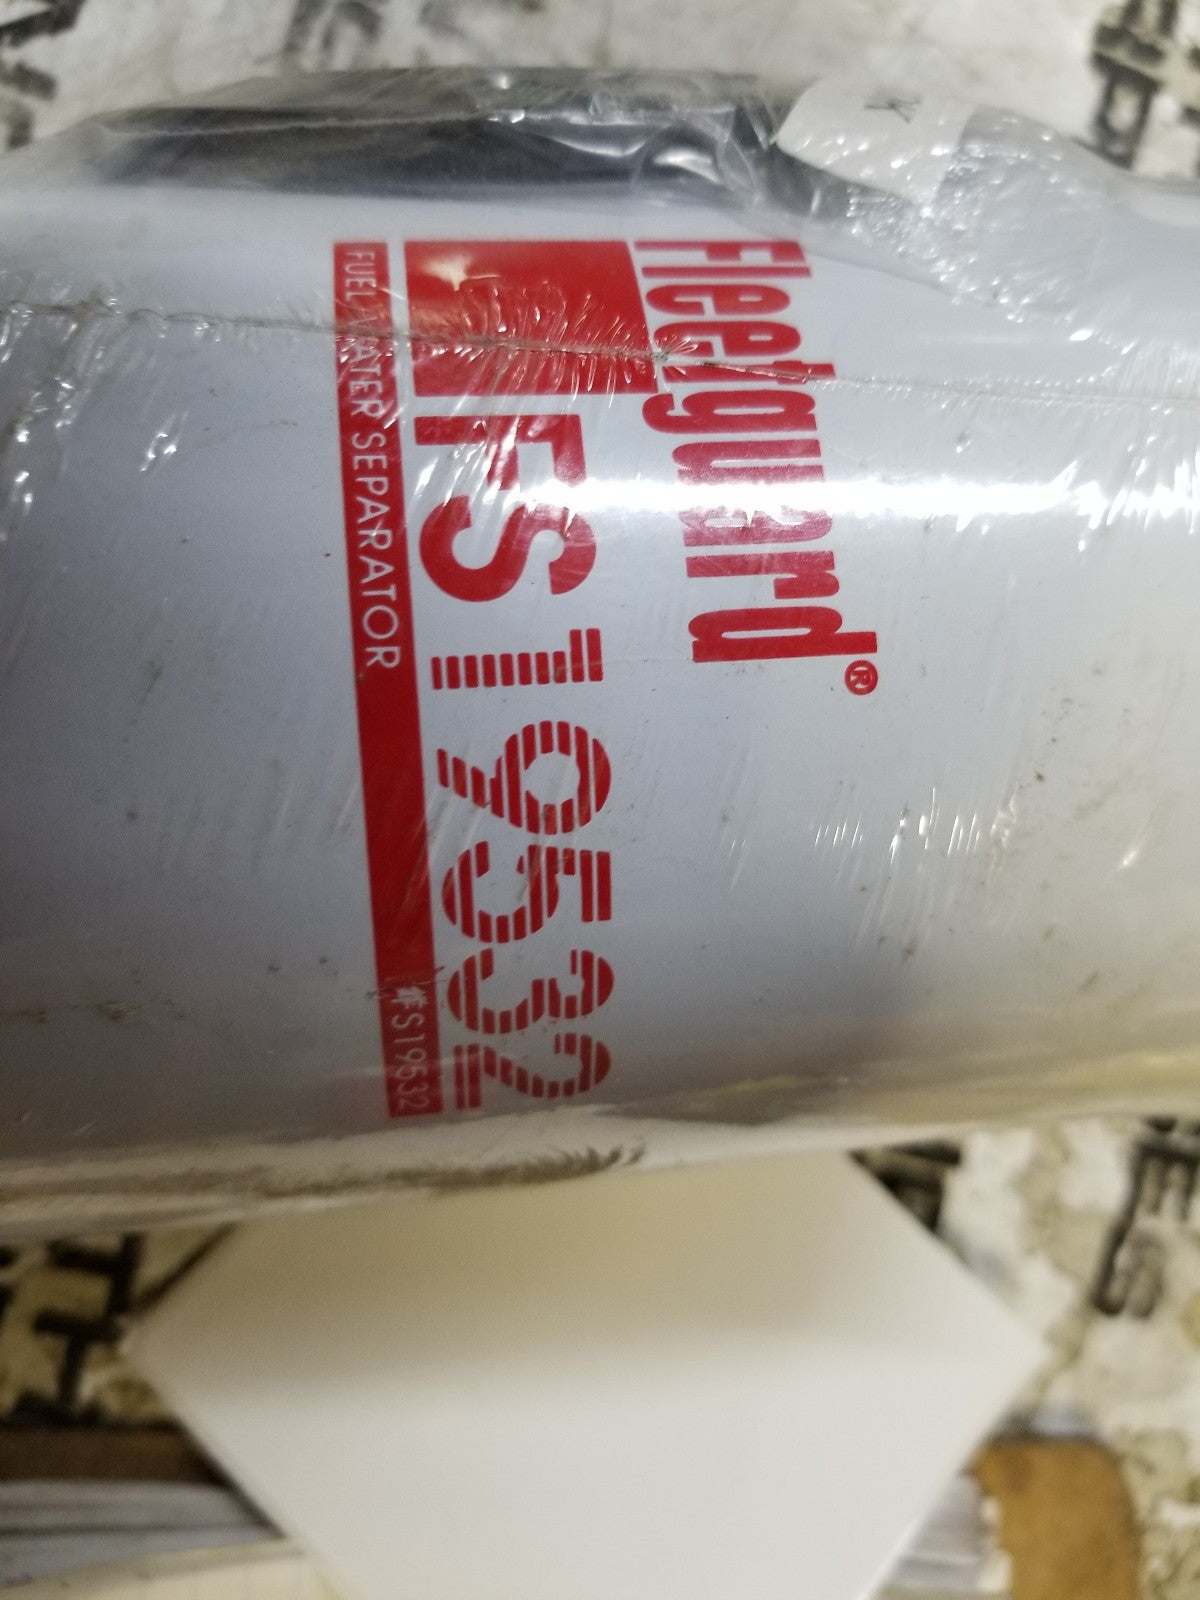 Fleetguard®
FS19532
FUEL WATER SEPARATOR
FS19532